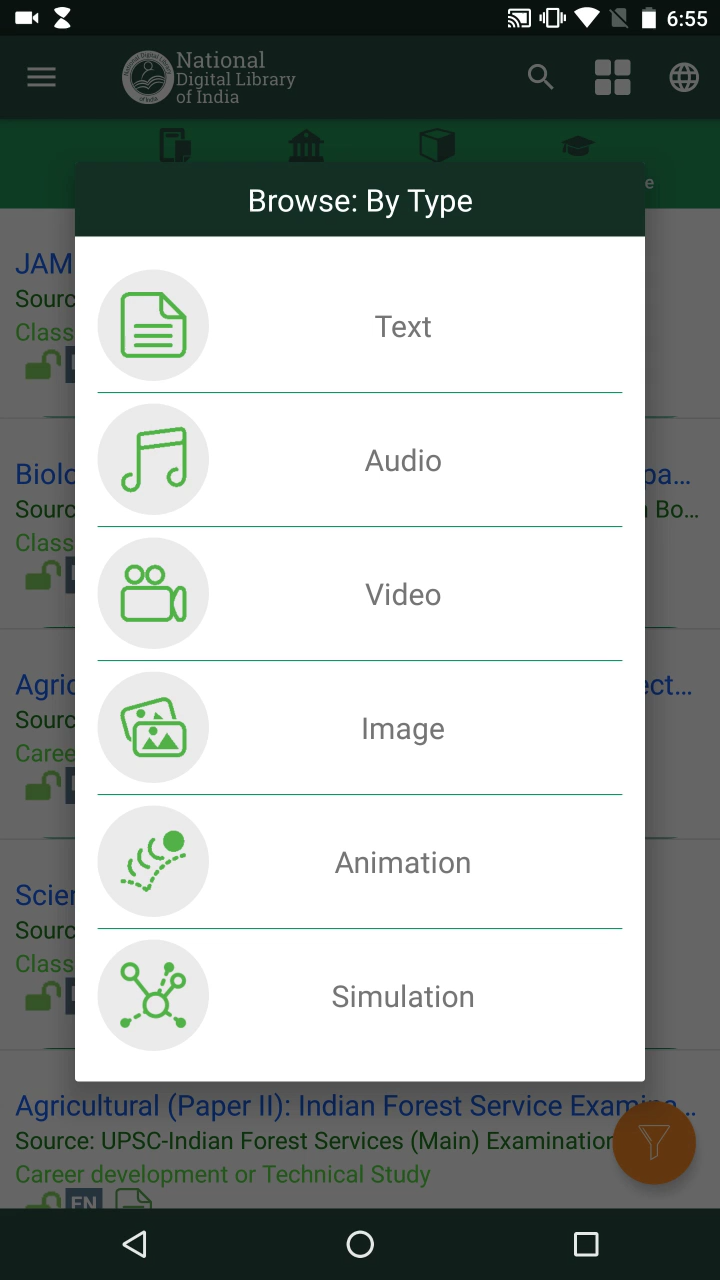 6:55
National
Digital Library
of India
e
Browse: By Type
JAM
Sourc
Class
Text
Audio
Biolo
pa...
Sourc
Bo...
Class
Video
Agric
ect...
Sourc
Caree
Image
Animation
Scien
Sourc
Class
Simulation
Agricultural (Paper II): Indian Forest Service Examina...
Source: UPSC-Indian Forest Services (Main) Examination
Career development or Technical Study
EN